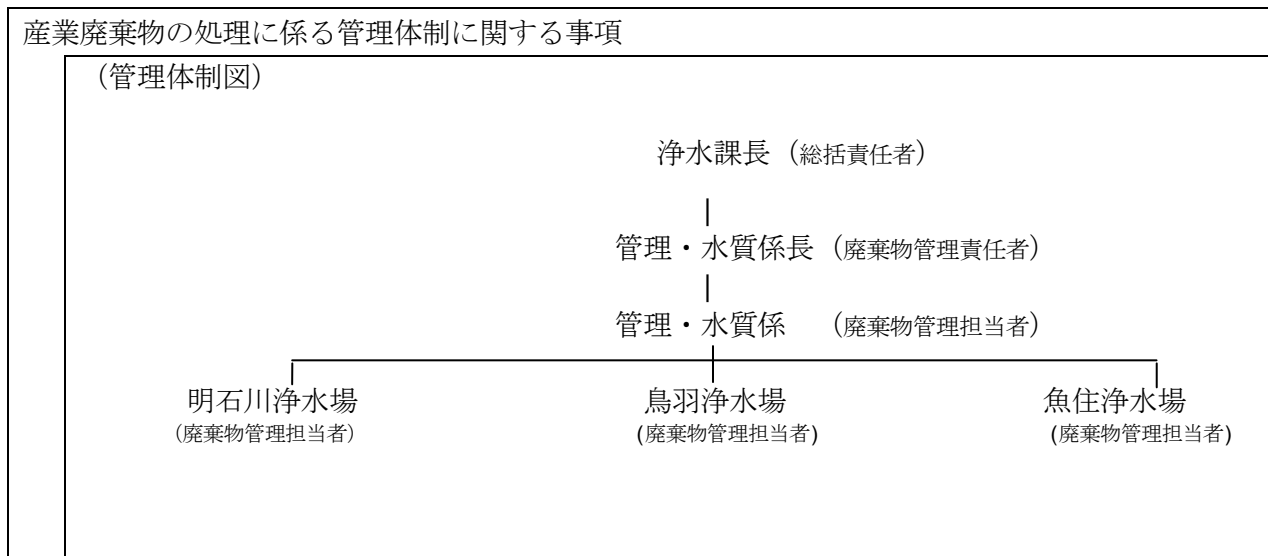 産業廃棄物の処理に係る管理体制に関する事項
（管理体制図）
浄水課長（総括責任者）
管理・水質係長（廃棄物管理責任者）
管理・水質係　（廃棄物管理担当者）
明石川浄水場　鳥羽浄水場　魚住浄水場
（廃棄物管理担当者）　(廃棄物管理担当者)　(廃棄物管理担当者)